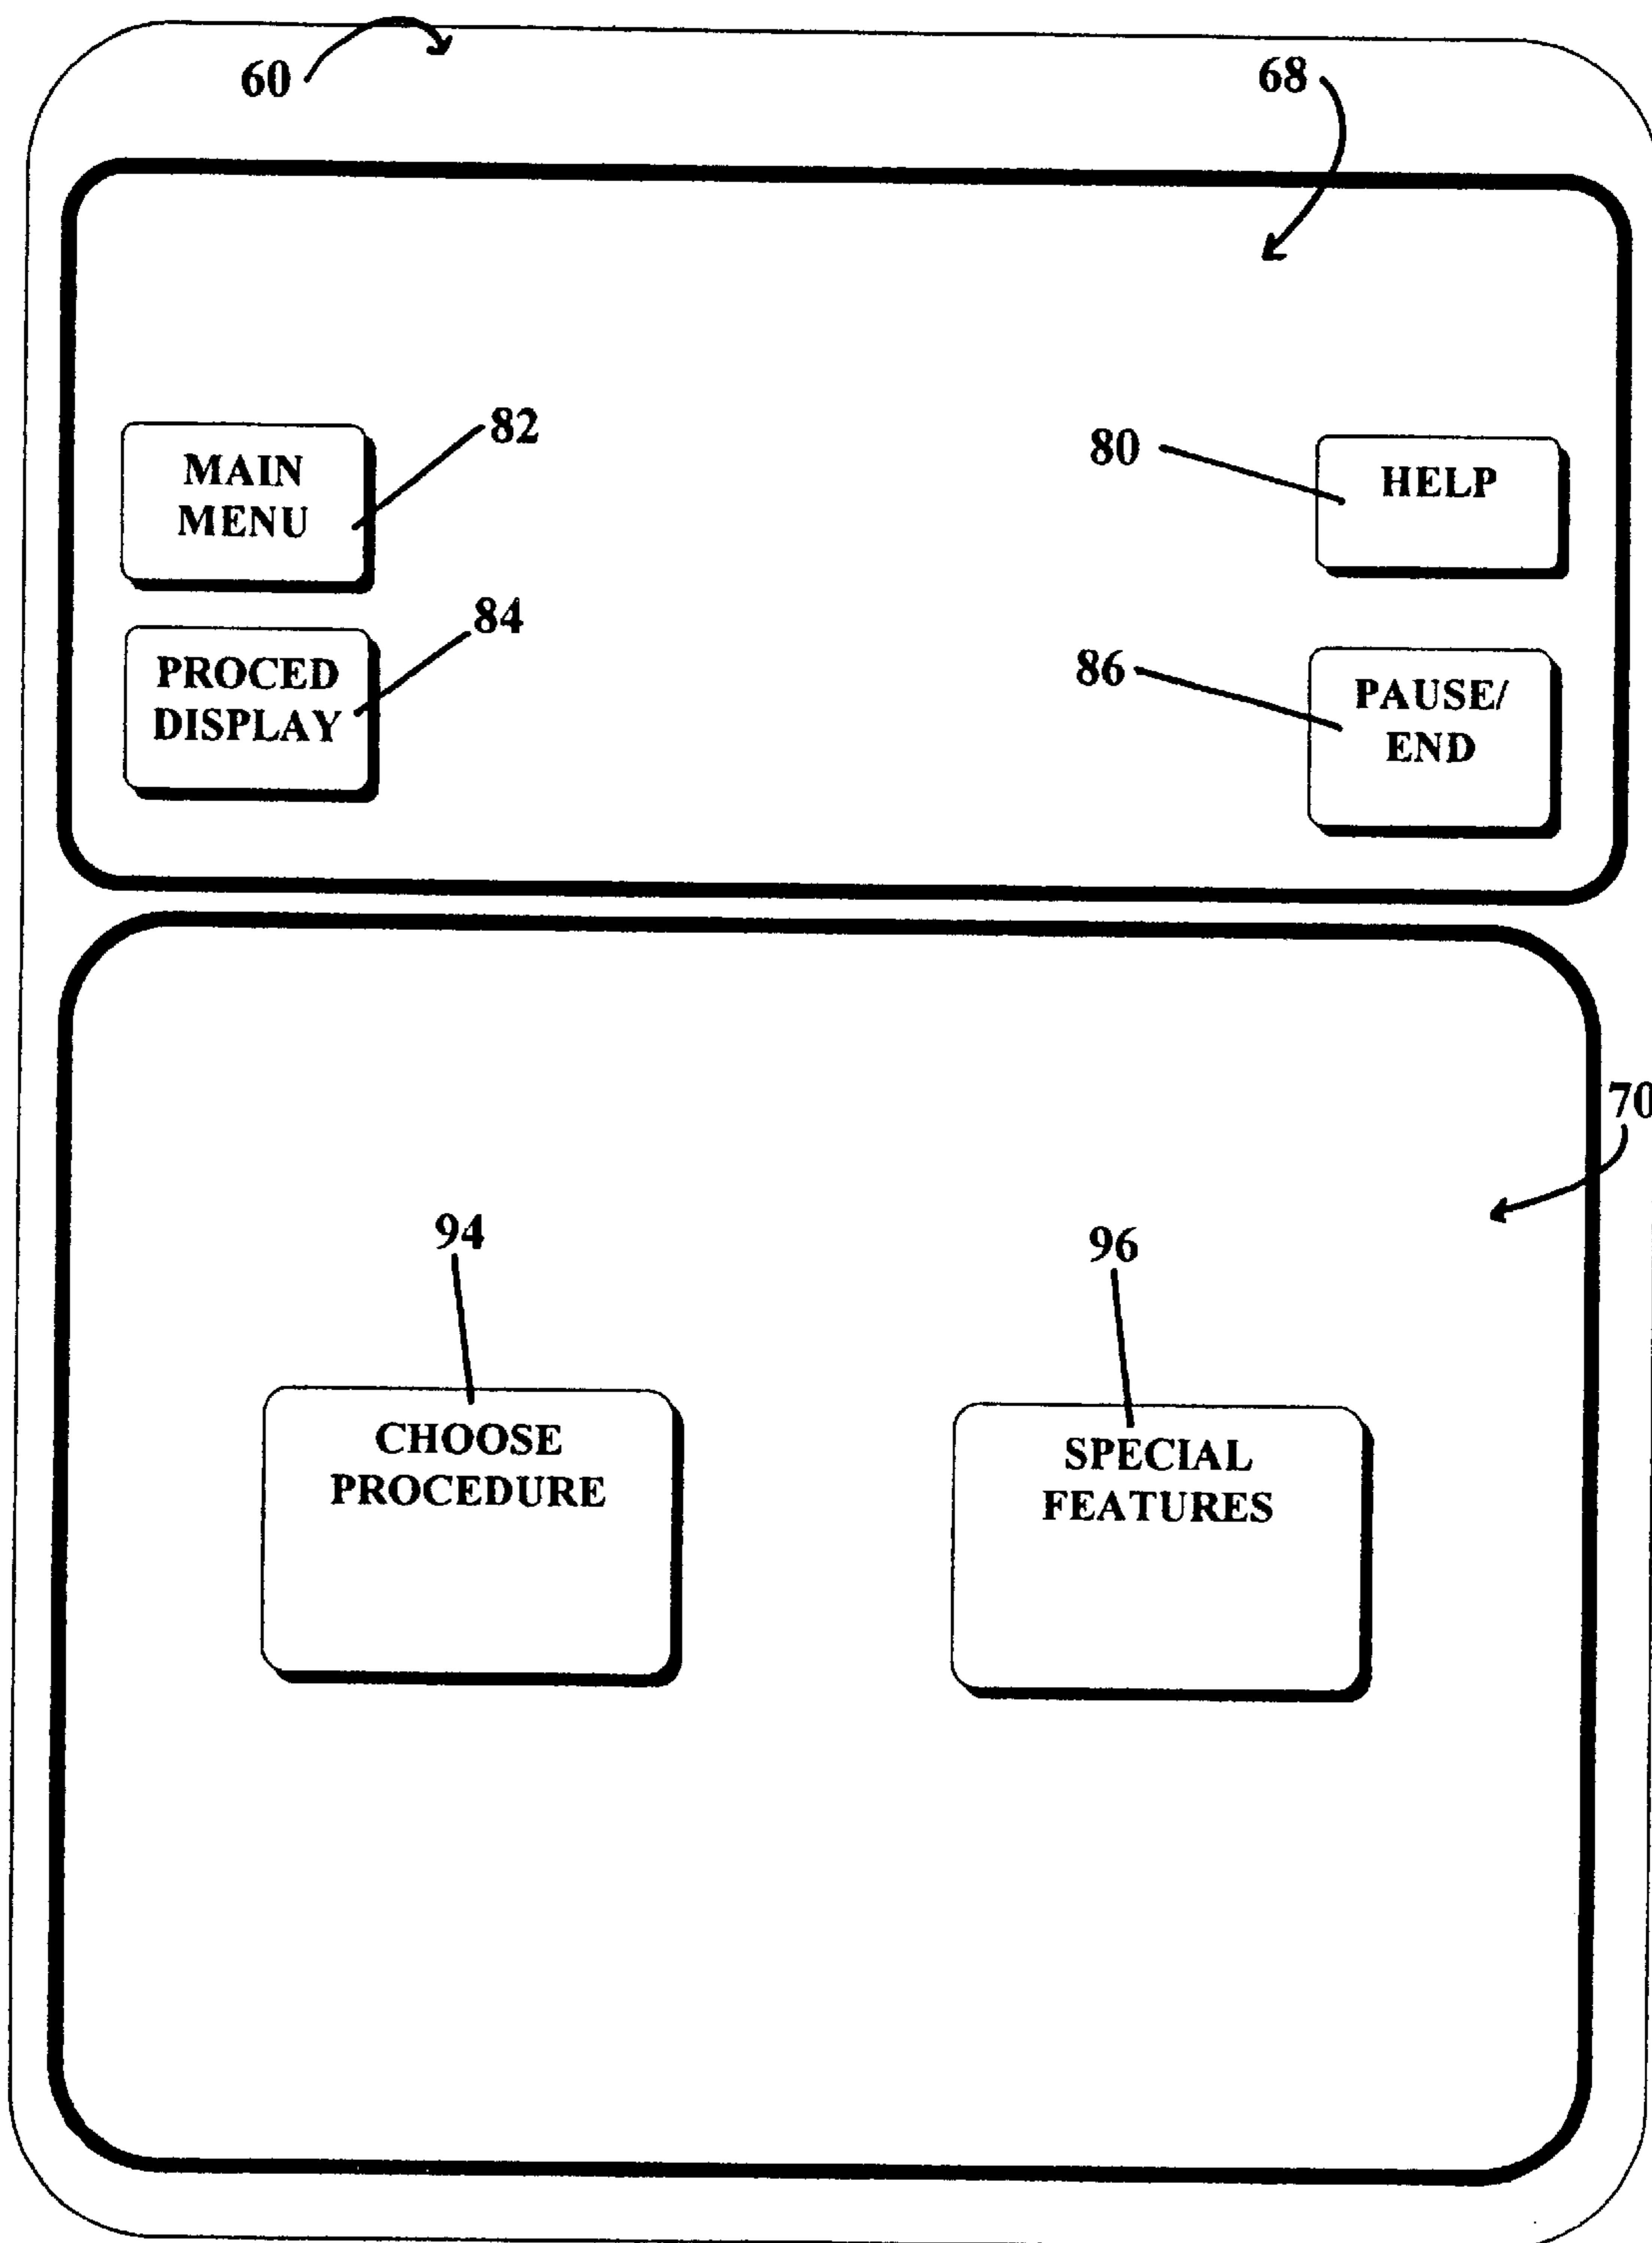 60
68
MAIN
MENU
82
80
HELP
PROCED
DISPLAY
84
86
PAUSE/
END
70
94
96
CHOOSE
PROCEDURE
SPECIAL
FEATURES